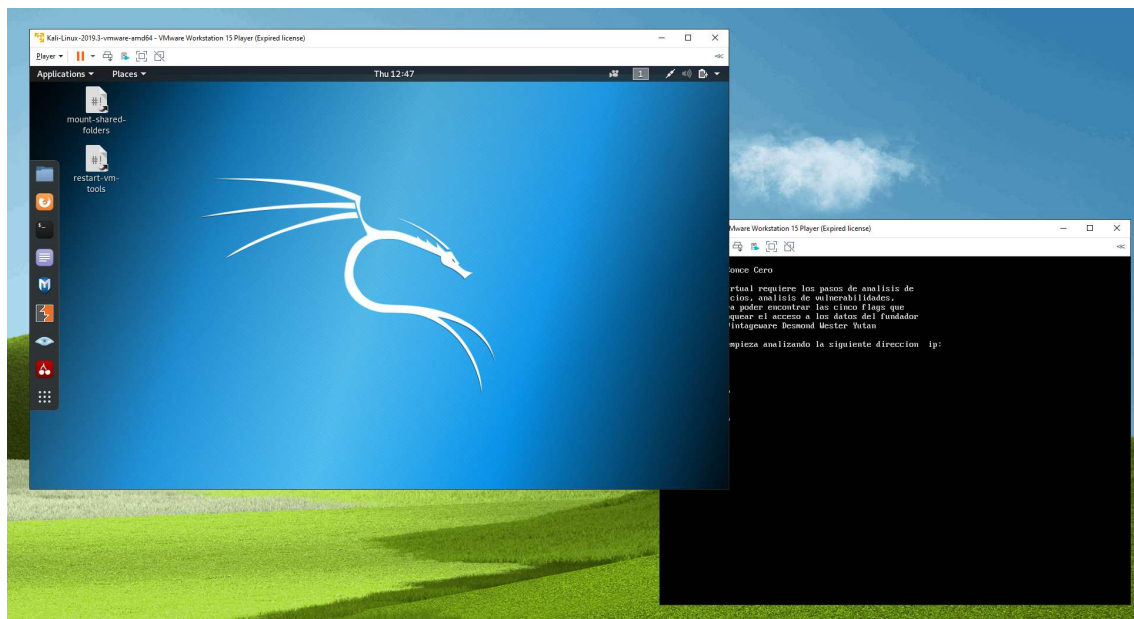 Kali-Linux-2019.3-vmware-amd64 - VMware Workstation 15 Player (Expired license)
Player
Applications Places Thu 12:47 1
mount-shared-
folders
restart-vm-
tools
VMware Workstation 15 Player (Expired license)
once Cero
rtual requiere los pasos de analisis de
cios, analisis de vulnerabilidades,
a poder encontrar las cinco flags que
quear el acceso a los datos del fundador
Vintageware Desmond Wester Yutan
mpieza analizando la siguiente direccion ip: